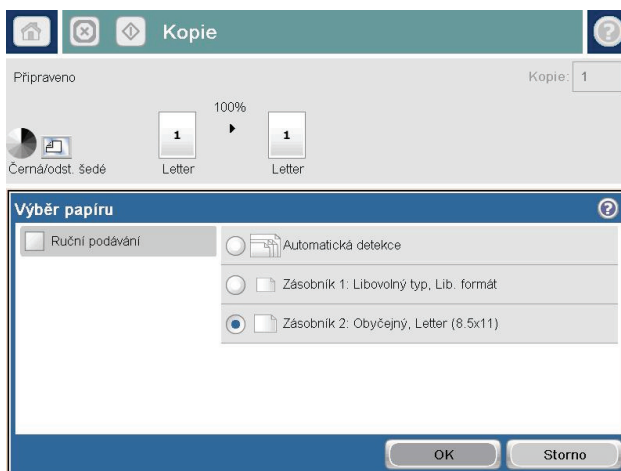 Kopie
Připraveno
Kopie: 1
100%
1
1
Černá/odst. šedé
Letter
Letter
Výběr papíru
Ruční podávání
Automatická detekce
Zásobník 1: Libovolný typ, Lib. formát
Zásobník 2: Obyčejný, Letter (8.5x11)
OK
Storno